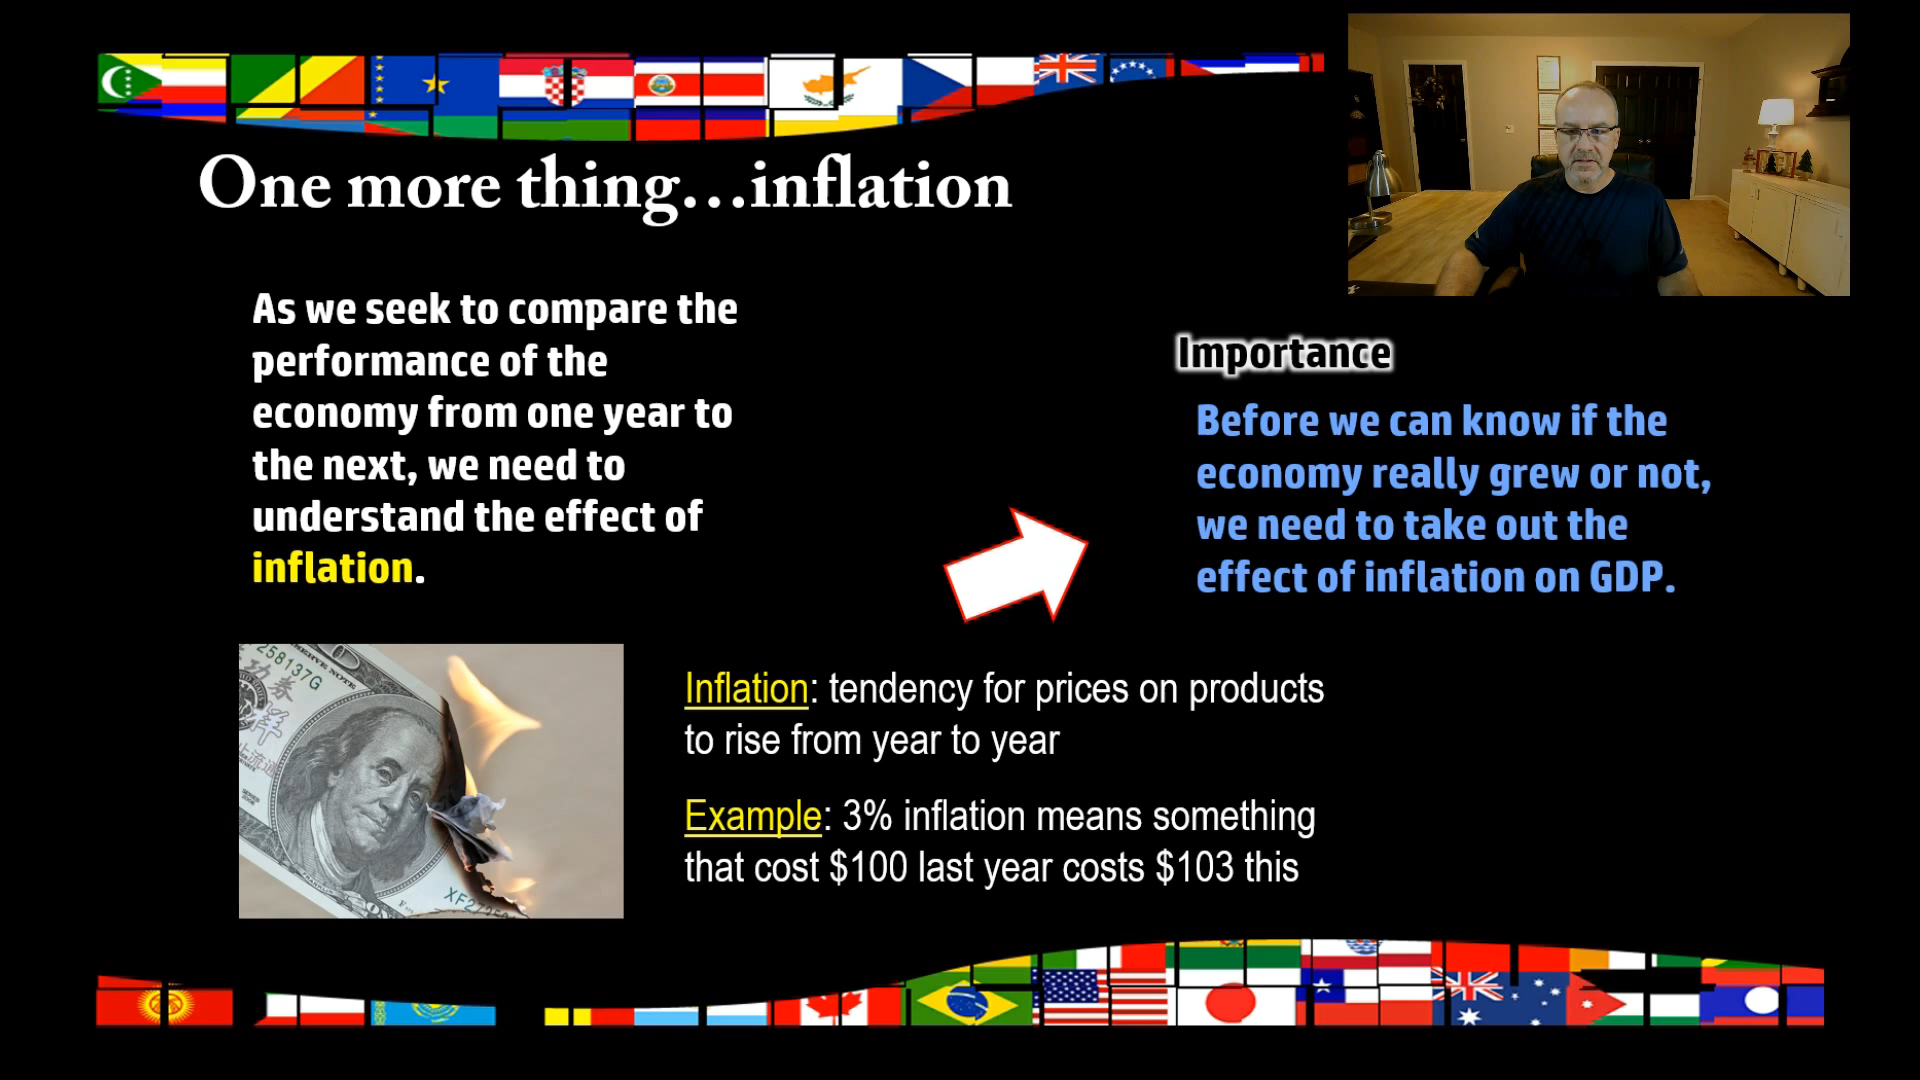 One more thing…inflation
As we seek to compare the
performance of the
economy from one year to
the next, we need to
understand the effect of
inflation.
Importance
Before we can know if the
economy really grew or not,
we need to take out the
effect of inflation on GDP.
Inflation: tendency for prices on products
to rise from year to year
Example: 3% inflation means something
that cost $100 last year costs $103 this
258137G